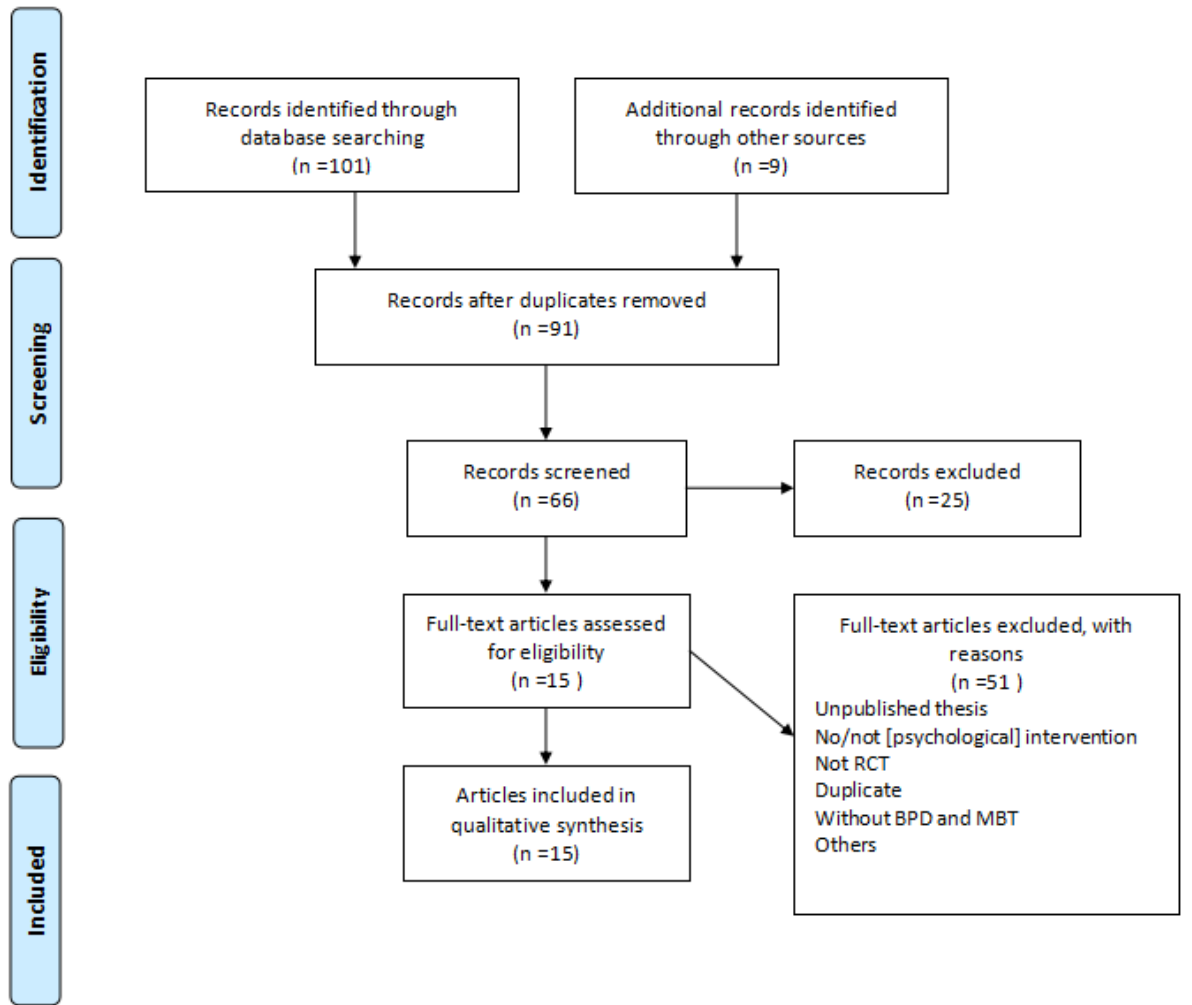 Identification
Records identified through
database searching
(n =101)
Additional records identified
through other sources
(n =9)
Screening
Records after duplicates removed
(n =91)
Records screened
(n =66)
Records excluded
(n =25)
Eligibility
Full-text articles assessed
for eligibility
(n =15 )
Full-text articles excluded, with
reasons
(n =51 )
Unpublished thesis
No/not [psychological] intervention
Not RCT
Duplicate
Without BPD and MBT
Others
Included
Articles included in
qualitative synthesis
(n =15)